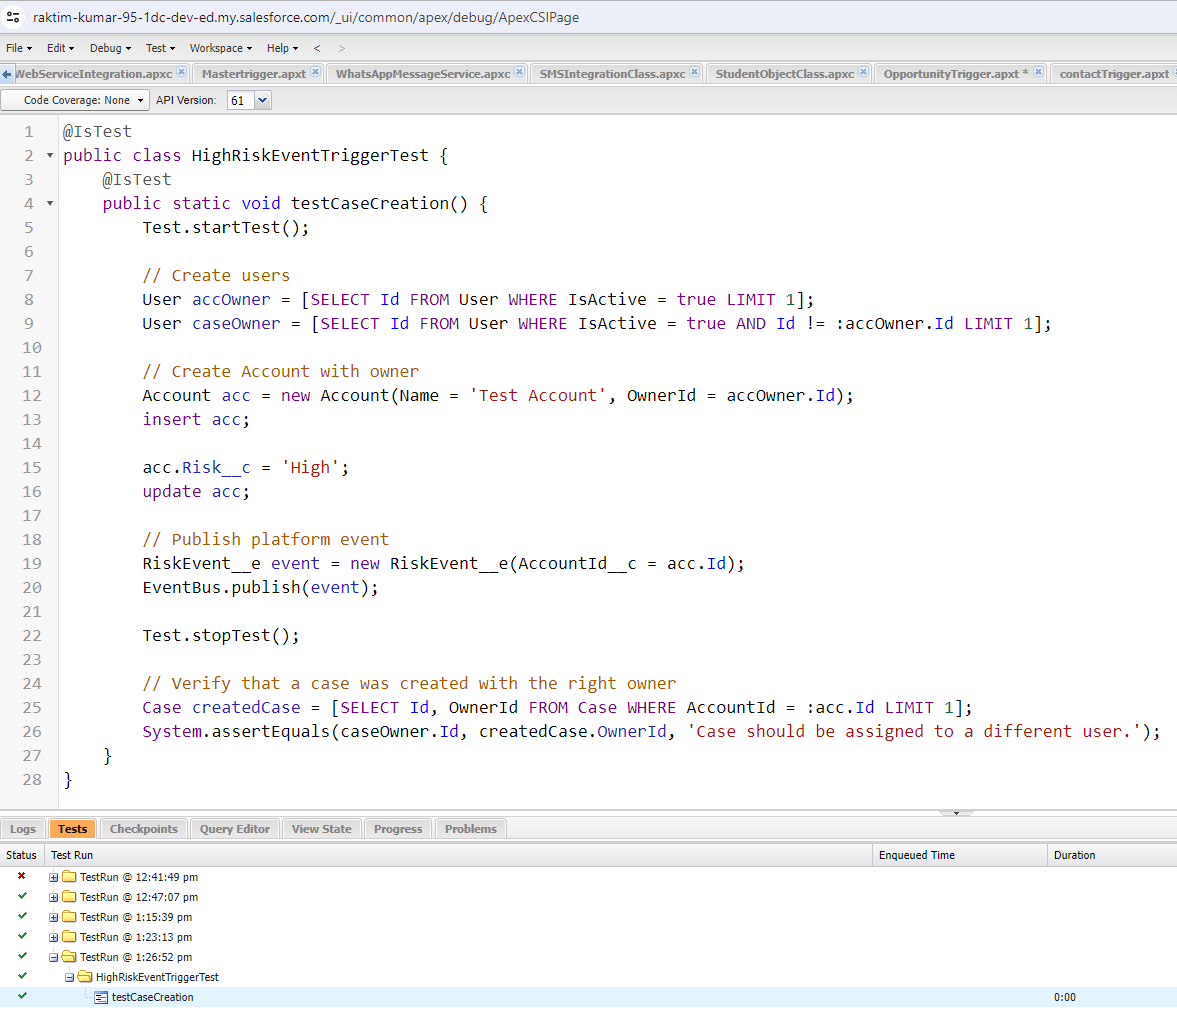 raktim-kumar-95-1dc-dev-ed.my.salesforce.com/_ui/common/apex/debug/ApexCSIPage
File Edit Debug Test Workspace Help < >
WebServiceIntegration.apxc Mastertrigger.apxt WhatsAppMessageService.apxc SMSIntegrationClass.apxc StudentObjectClass.apxc OpportunityTrigger.apxt * contactTrigger.apxt
Code Coverage: None API Version: 61
1 @IsTest
2 public class HighRiskEventTriggerTest {
3 @IsTest
4 public static void testCaseCreation() {
5 Test.startTest();
6
7 // Create users
8 User accOwner = [SELECT Id FROM User WHERE IsActive = true LIMIT 1];
9 User caseOwner = [SELECT Id FROM User WHERE IsActive = true AND Id != :accOwner.Id LIMIT 1];
10
11 // Create Account with owner
12 Account acc = new Account(Name = 'Test Account', OwnerId = accOwner.Id);
13 insert acc;
14
15 acc.Risk__c = 'High';
16 update acc;
17
18 // Publish platform event
19 RiskEvent__e event = new RiskEvent__e(AccountId__c = acc.Id);
20 EventBus.publish(event);
21
22 Test.stopTest();
23
24 // Verify that a case was created with the right owner
25 Case createdCase = [SELECT Id, OwnerId FROM Case WHERE AccountId = :acc.Id LIMIT 1];
26 System.assertEquals(caseOwner.Id, createdCase.OwnerId, 'Case should be assigned to a different user.');
27 }
28 }
Logs Tests Checkpoints Query Editor View State Progress Problems
Status Test Run Enqueued Time Duration
TestRun @ 12:41:49 pm
TestRun @ 12:47:07 pm
TestRun @ 1:15:39 pm
TestRun @ 1:23:13 pm
TestRun @ 1:26:52 pm
HighRiskEventTriggerTest
testCaseCreation 0:00